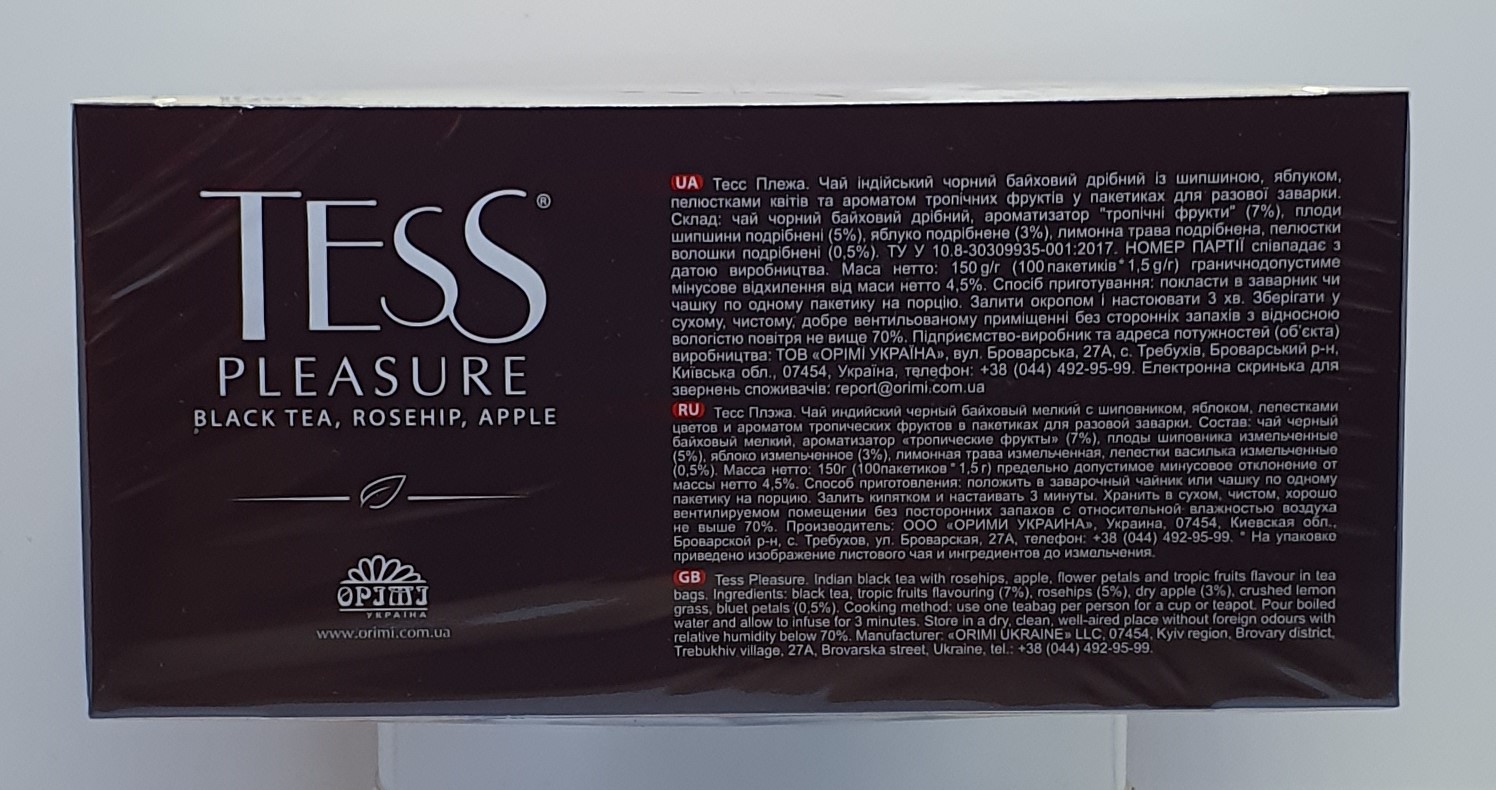 TESS®
PLEASURE
BLACK TEA, ROSEHIP, APPLE
ОРІМІ
УКРАЇНА
www.orimi.com.ua
UA Тесс Плежа. Чай індійський чорний байховий дрібний із шипшиною, яблуком,
пелюстками квітів та ароматом тропічних фруктів у пакетиках для разової заварки.
Склад: чай чорний байховий дрібний, ароматизатор "тропічні фрукти" (7%), плоди
шипшини подрібнені (5%), яблуко подрібнене (3%), лимонна трава подрібнена, пелюстки
волошки подрібнені (0,5%). ТУ У 10.8-30309935-001:2017. НОМЕР ПАРТІЇ співпадає з
датою виробництва. Маса нетто: 150 g/г (100 пакетиків * 1,5 g/г) граничнодопустиме
мінусове відхилення від маси нетто 4,5%. Спосіб приготування: покласти в заварник чи
чашку по одному пакетику на порцію. Залити окропом і настоювати 3 хв. Зберігати у
сухому, чистому, добре вентильованому приміщенні без сторонніх запахів з відносною
вологістю повітря не вище 70%. Підприємство-виробник та адреса потужностей (об'єкта)
виробництва: ТОВ «ОРІМІ УКРАЇНА», вул. Броварська, 27А, с. Требухів, Броварський р-н,
Київська обл., 07454, Україна, телефон: +38 (044) 492-95-99. Електронна скринька для
звернень споживачів: report@orimi.com.ua
RU Тесс Плэжа. Чай индийский черный байховый мелкий с шиповником, яблоком, лепестками
цветов и ароматом тропических фруктов в пакетиках для разовой заварки. Состав: чай черный
байховый мелкий, ароматизатор «тропические фрукты» (7%), плоды шиповника измельченные
(5%), яблоко измельченное (3%), лимонная трава измельченная, лепестки василька измельченные
(0,5%). Масса нетто: 150г (100пакетиков * 1,5 г) предельно допустимое минусовое отклонение от
массы нетто 4,5%. Способ приготовления: положить в заварочный чайник или чашку по одному
пакетику на порцию. Залить кипятком и настаивать 3 минуты. Хранить в сухом, чистом, хорошо
вентилируемом помещении без посторонних запахов с относительной влажностью воздуха
не выше 70%. Производитель: ООО «ОРИМИ УКРАИНА», Украина, 07454, Киевская обл.,
Броварской р-н, с. Требухов, ул. Броварская, 27А, телефон: +38 (044) 492-95-99. * На упаковке
приведено изображение листового чая и ингредиентов до измельчения.
GB Tess Pleasure. Indian black tea with rosehips, apple, flower petals and tropic fruits flavour in tea
bags. Ingredients: black tea, tropic fruits flavouring (7%), rosehips (5%), dry apple (3%), crushed lemon
grass, bluet petals (0,5%). Cooking method: use one teabag per person for a cup or teapot. Pour boiled
water and allow to infuse for 3 minutes. Store in a dry, clean, well-aired place without foreign odours with
relative humidity below 70%. Manufacturer: «ORIMI UKRAINE» LLC, 07454, Kyiv region, Brovary district,
Trebukhiv village, 27A, Brovarska street, Ukraine, tel.: +38 (044) 492-95-99.